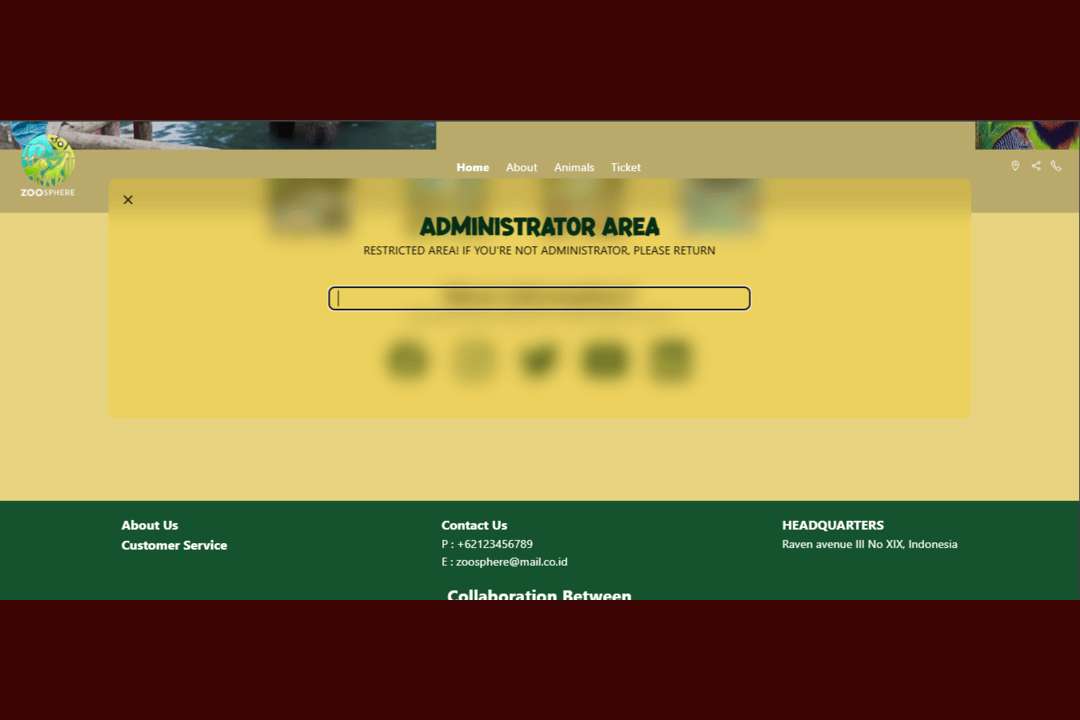 Home About Animals Ticket
ZOOSPHERE
ADMINISTRATOR AREA
RESTRICTED AREA! IF YOU'RE NOT ADMINISTRATOR, PLEASE RETURN
About Us
Customer Service
Contact Us
P : +62123456789
E : zoosphere@mail.co.id
HEADQUARTERS
Raven avenue III No XIX, Indonesia
Collaboration Between